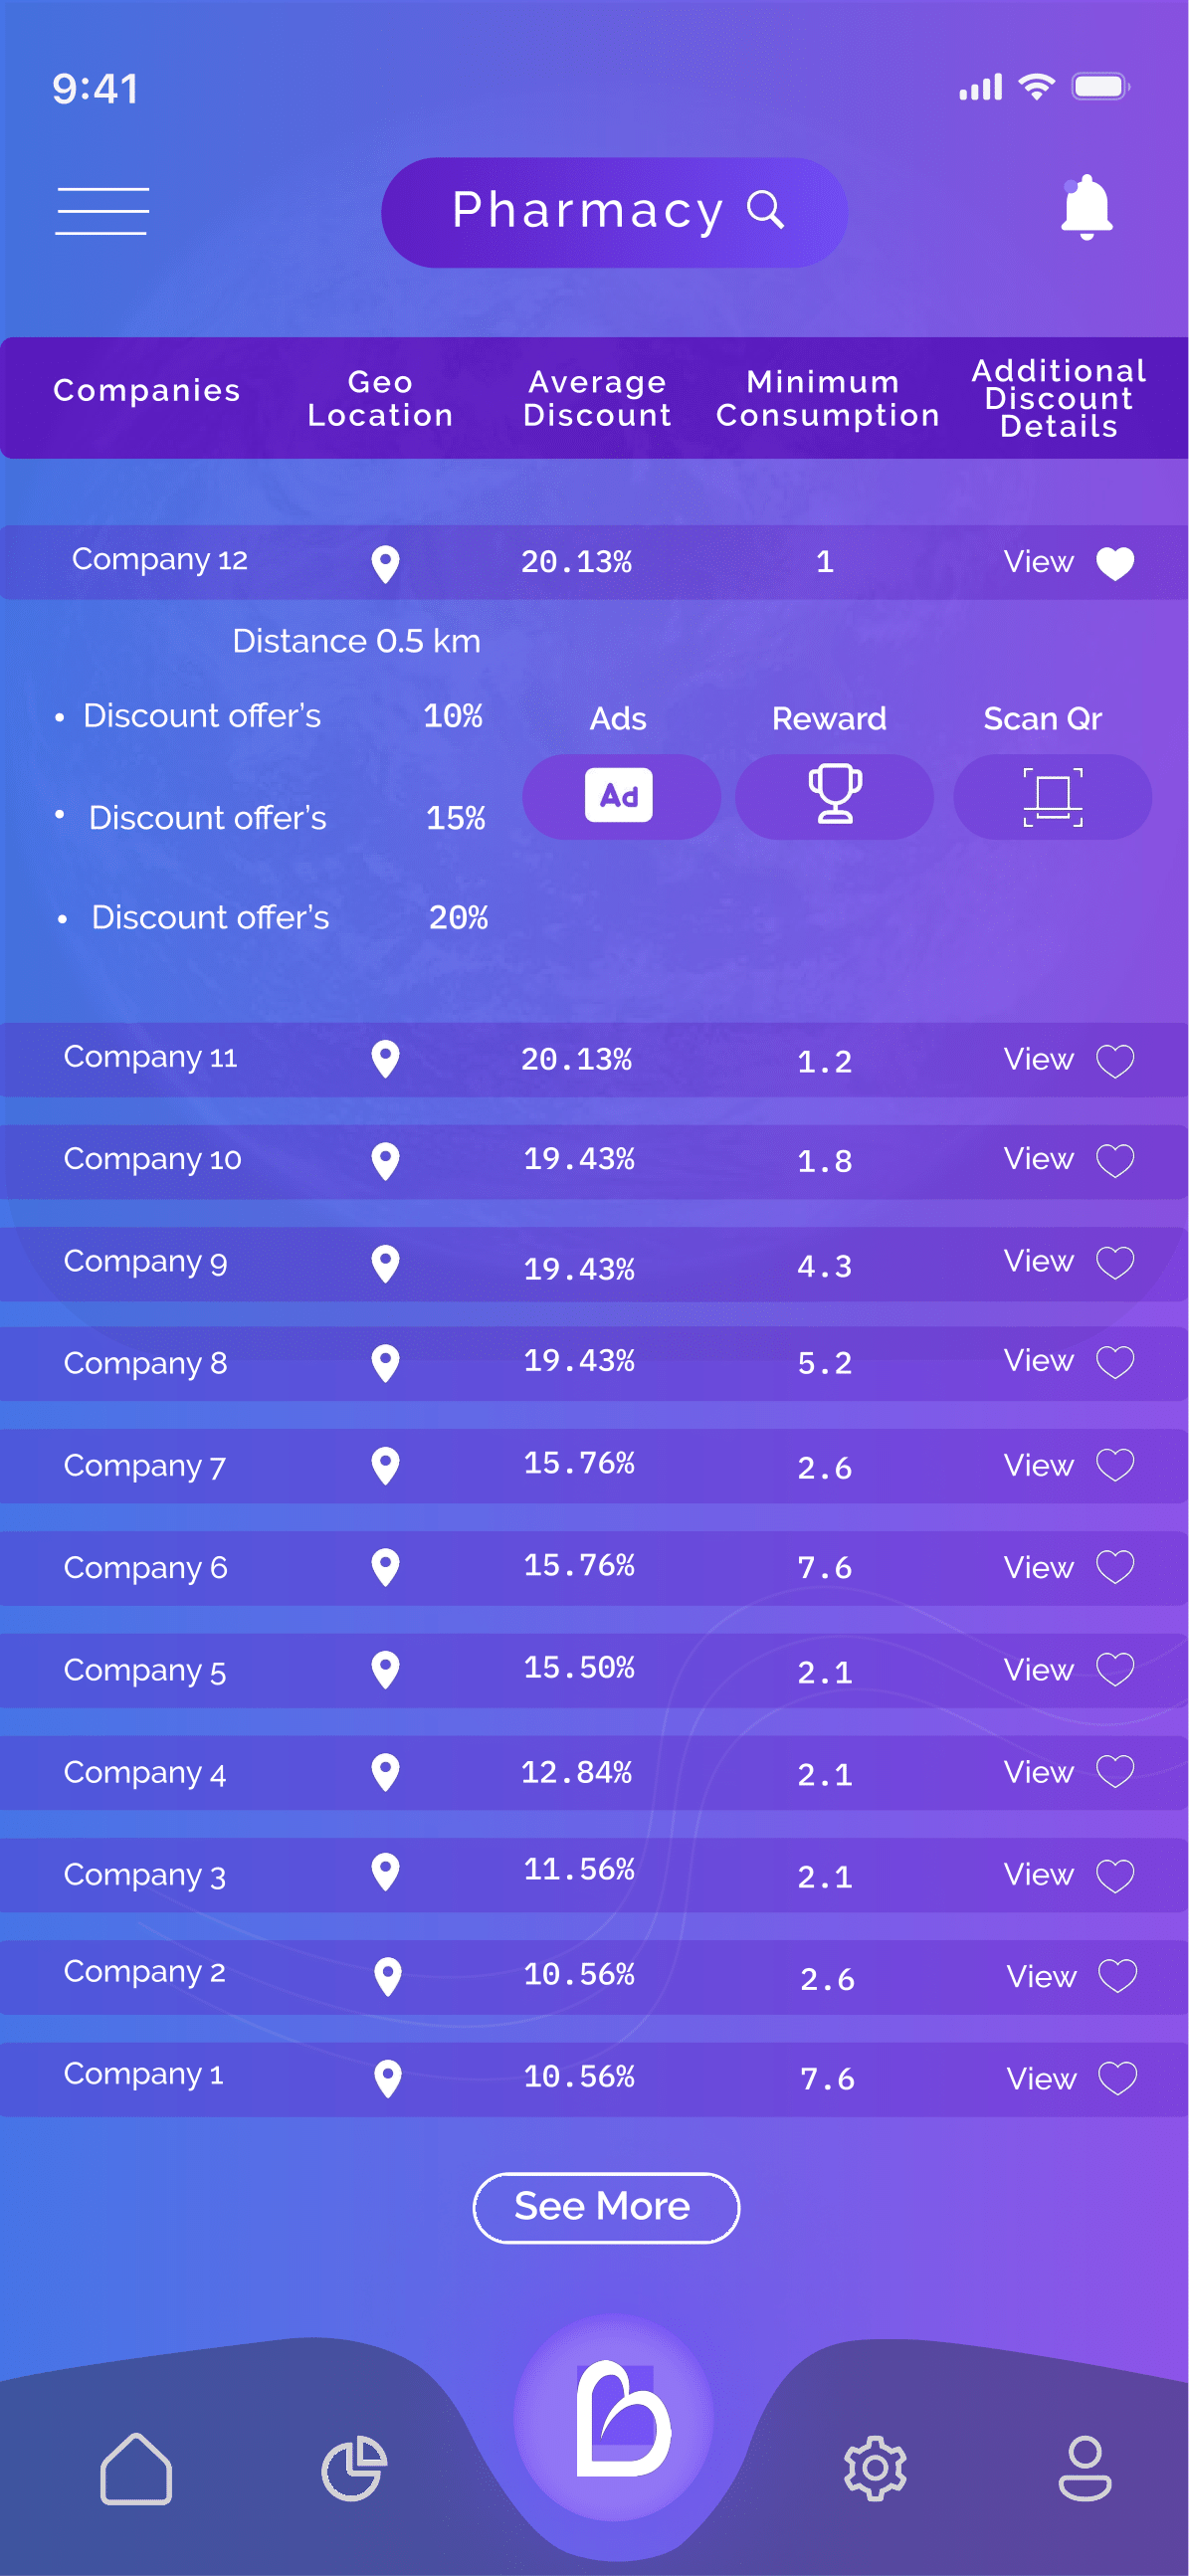 9:41
Pharmacy
Companies
Geo
Location
Average
Discount
Minimum
Consumption
Additional
Discount
Details
Company 12 20.13% 1 View
Distance 0.5 km
• Discount offer's 10%
Ads Reward Scan Qr
Ad
• Discount offer's 15%
• Discount offer's 20%
Company 11 20.13% 1.2 View
Company 10 19.43% 1.8 View
Company 9 19.43% 4.3 View
Company 8 19.43% 5.2 View
Company 7 15.76% 2.6 View
Company 6 15.76% 7.6 View
Company 5 15.50% 2.1 View
Company 4 12.84% 2.1 View
Company 3 11.56% 2.1 View
Company 2 10.56% 2.6 View
Company 1 10.56% 7.6 View
See More
B